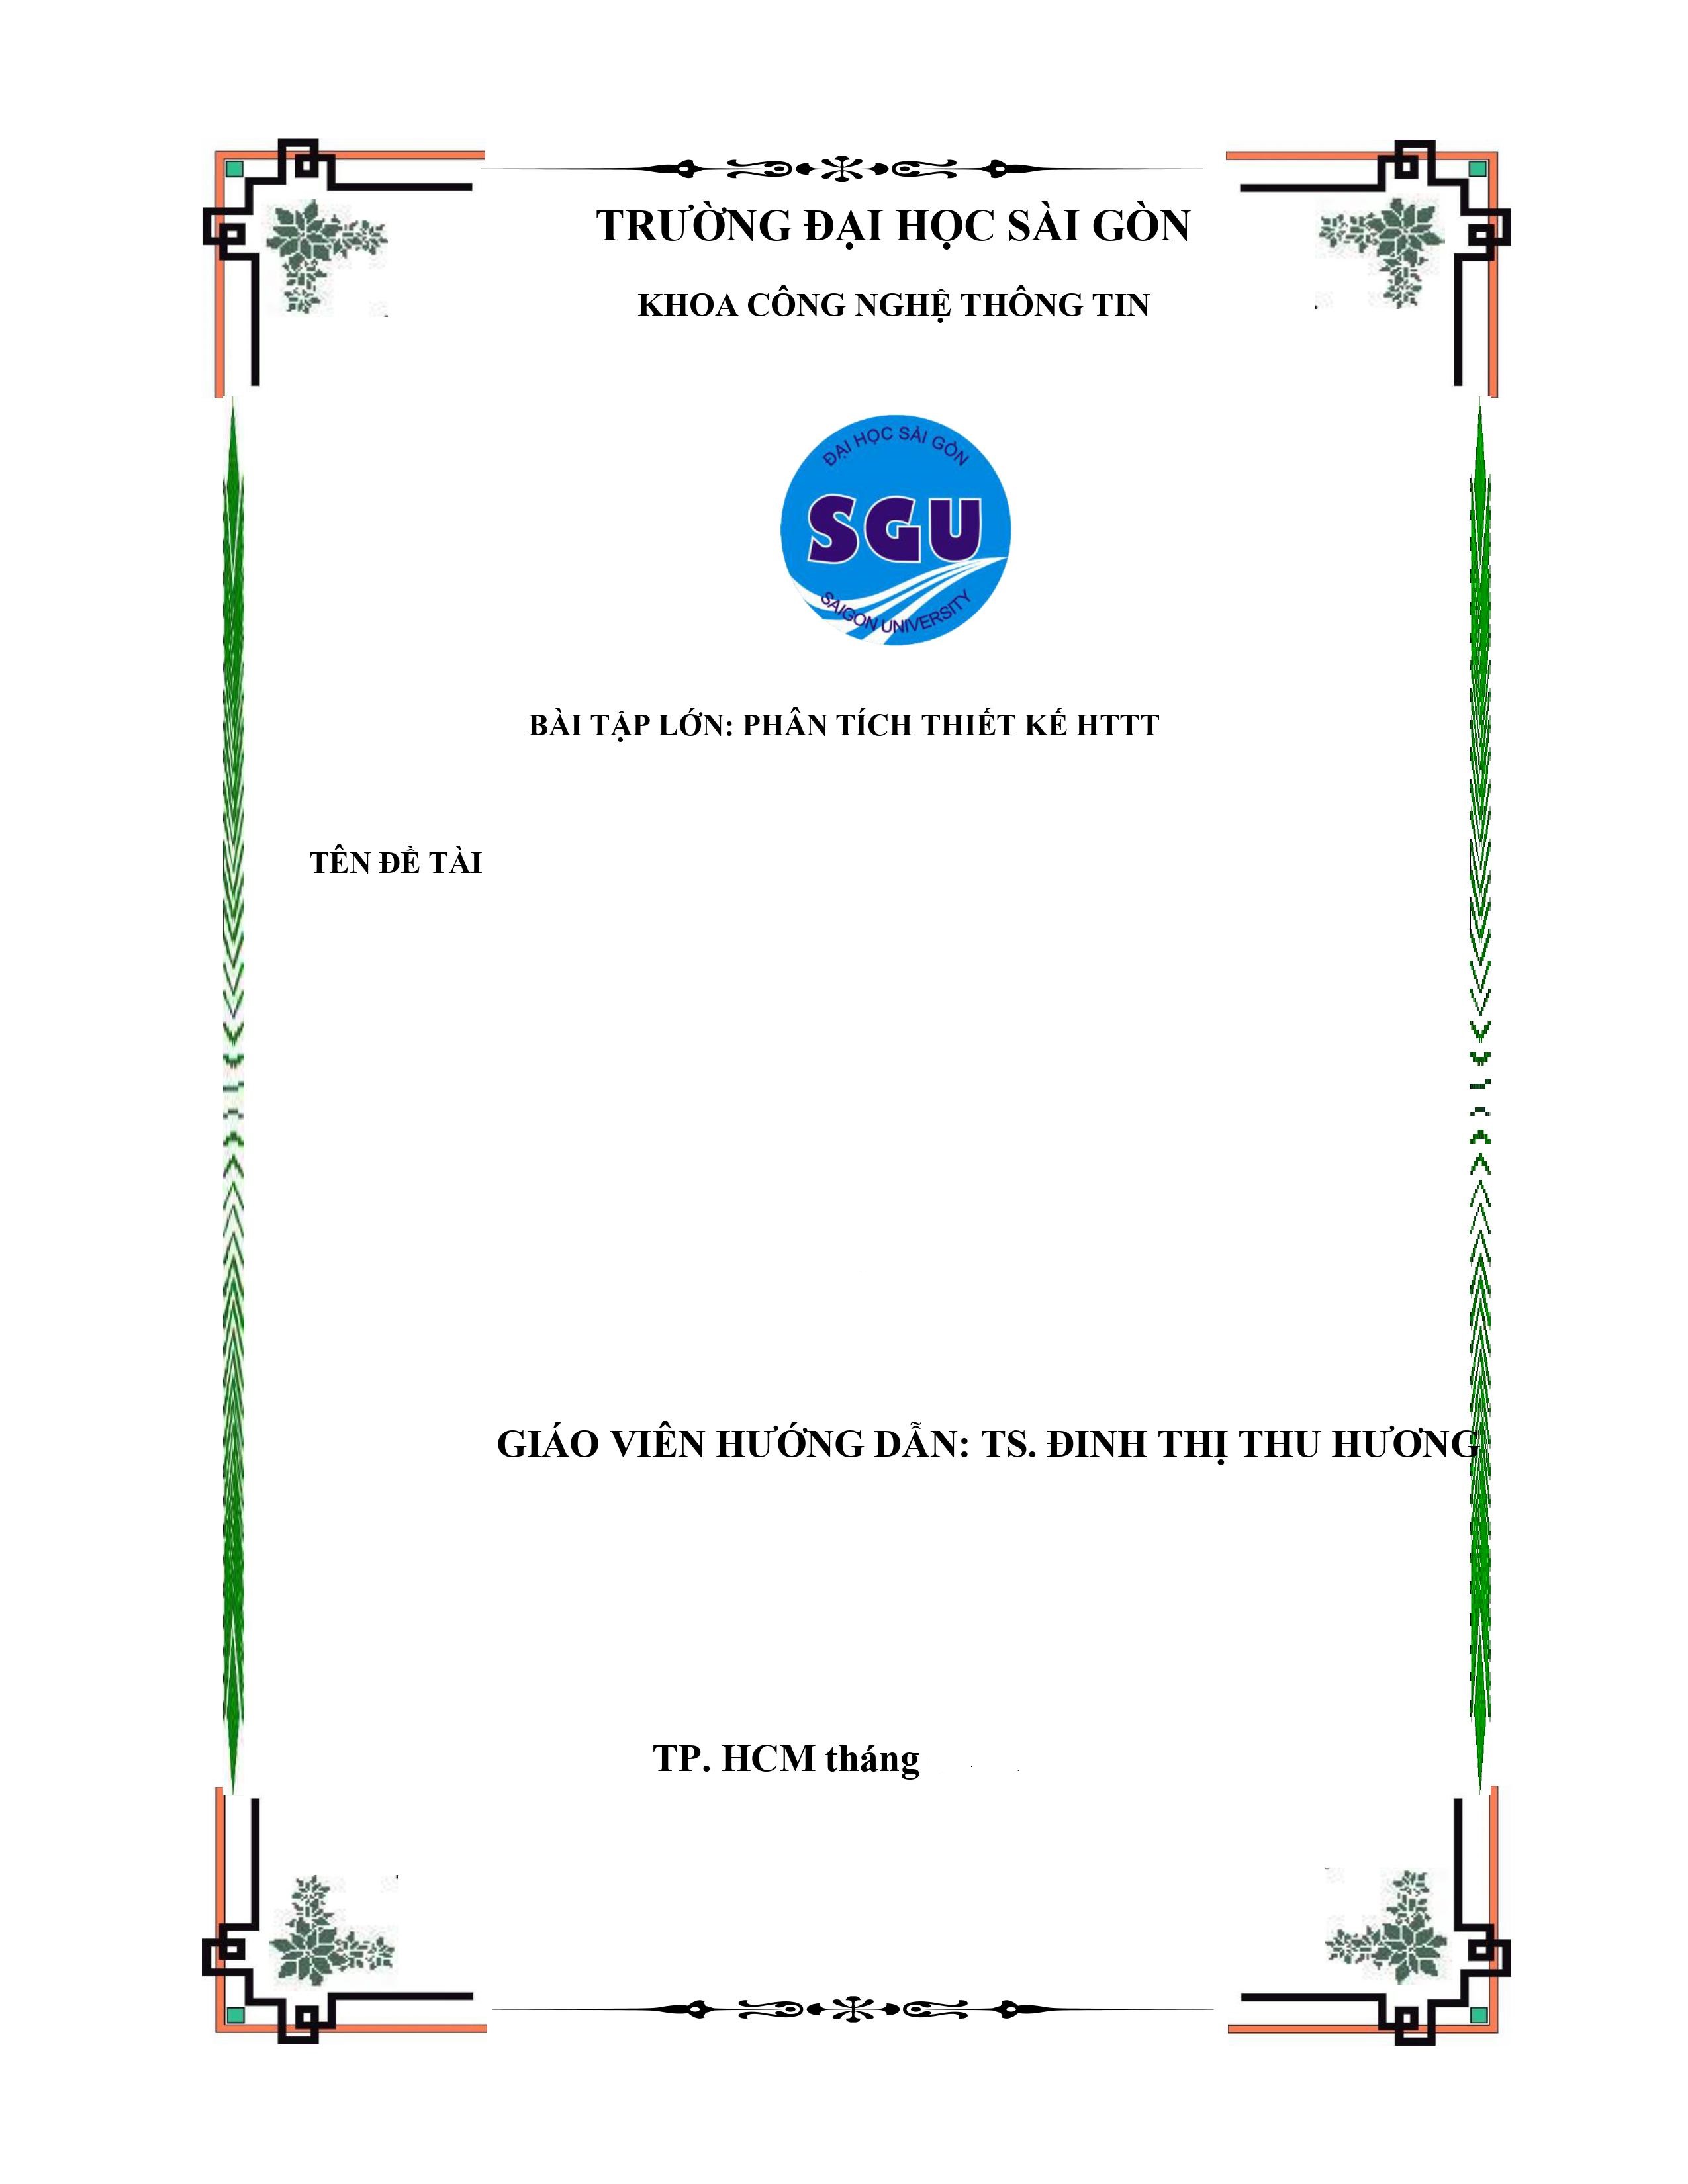 TRƯỜNG ĐẠI HỌC SÀI GÒN
KHOA CÔNG NGHỆ THÔNG TIN
ĐẠI HỌC SÀI GÒN
SGU
SAIGON UNIVERSITY
BÀI TẬP LỚN: PHÂN TÍCH THIẾT KẾ HTTT
TÊN ĐỀ TÀI
GIÁO VIÊN HƯỚNG DẪN: TS. ĐINH THỊ THU HƯƠNG
TP. HCM tháng